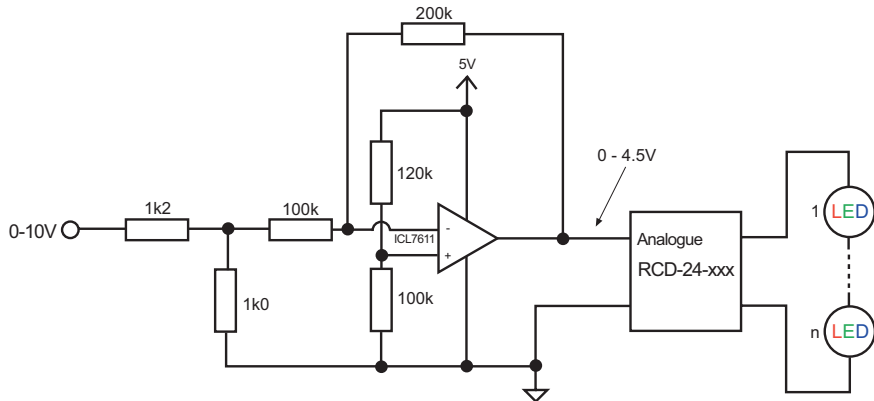 200k
5V
120k
0 - 4.5V
1
LED
0-10V
1k2
100k
ICL7611
-
+
Analogue
RCD-24-xxx
1k0
100k
n
LED